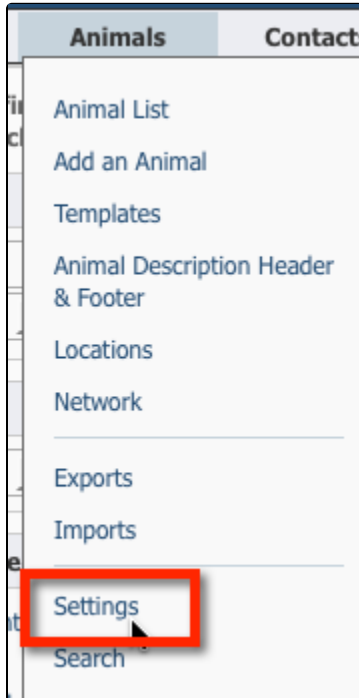 Animals Contact
Animal List
Add an Animal
Templates
Animal Description Header
& Footer
Locations
Network
Exports
Imports
Settings
Search